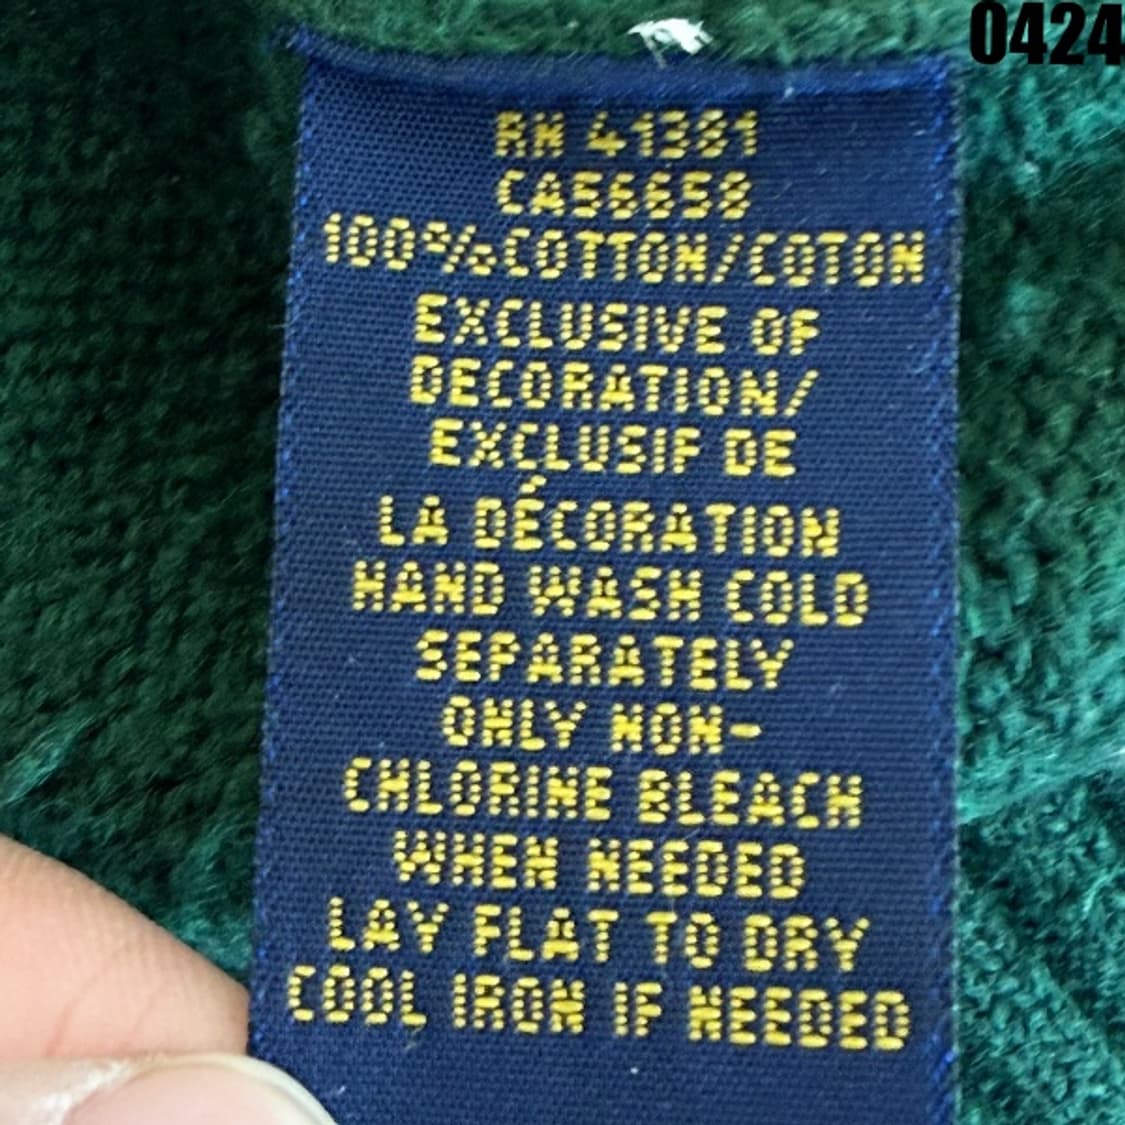 0424
RN 41381
CA56658
100%COTTON/COTON
EXCLUSIVE OF
DECORATION/
EXCLUSIF DE
LA DÉCORATION
HAND WASH COLD
SEPARATELY
ONLY NON-
CHLORINE BLEACH
WHEN NEEDED
LAY FLAT TO DRY
COOL IRON IF NEEDED